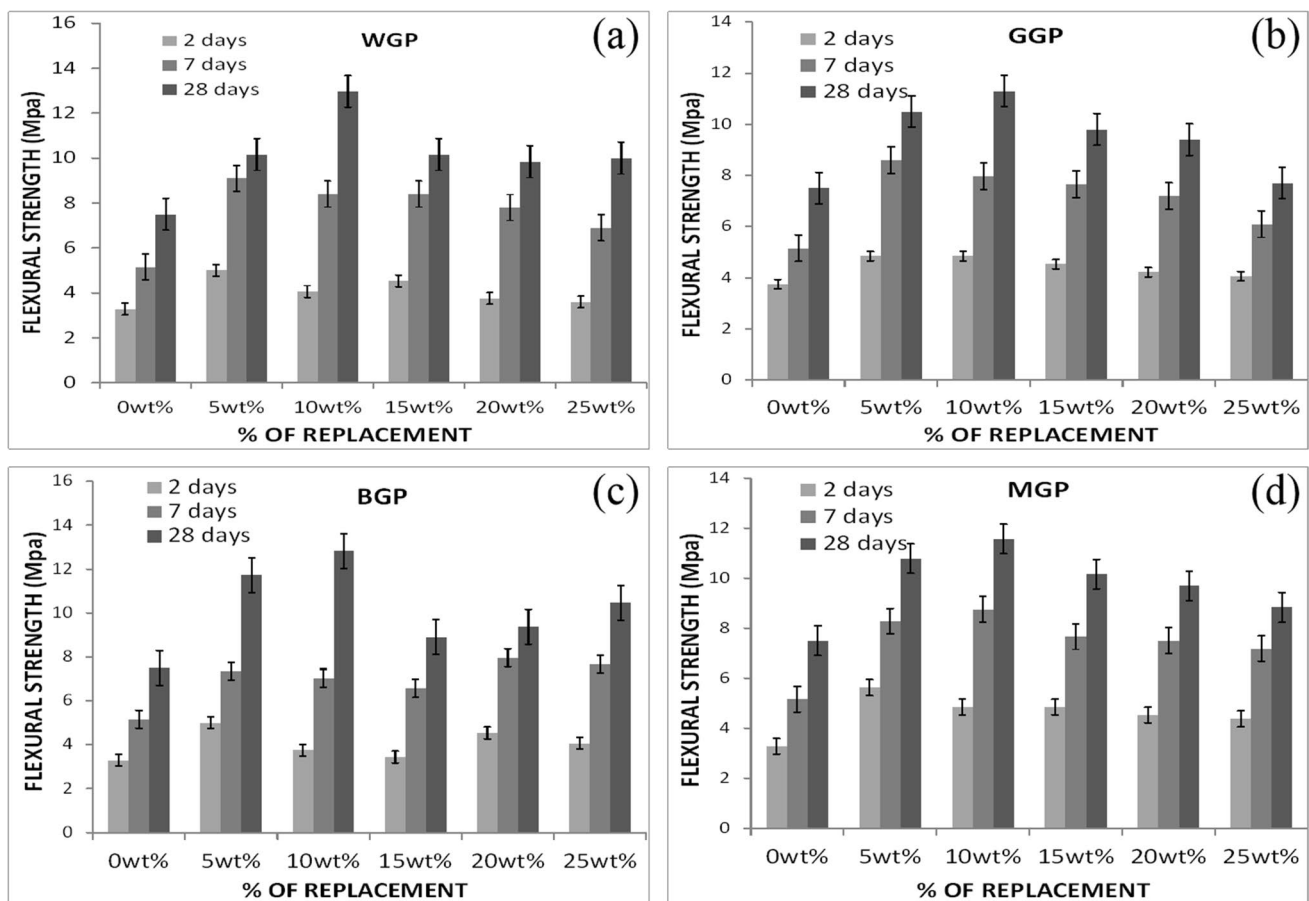 (a)
WGP
2 days
7 days
28 days
FLEXURAL STRENGTH (Mpa)
16
14
12
10
8
6
4
2
0
0wt% 5wt% 10wt% 15wt% 20wt% 25wt%
% OF REPLACEMENT
(b)
GGP
2 days
7 days
28 days
FLEXURAL STRENGTH (Mpa)
14
12
10
8
6
4
2
0
0wt% 5wt% 10wt% 15wt% 20wt% 25wt%
% OF REPLACEMENT
(c)
BGP
2 days
7 days
28 days
FLEXURAL STRENGTH (Mpa)
16
14
12
10
8
6
4
2
0
0wt% 5wt% 10wt% 15wt% 20wt% 25wt%
% OF REPLACEMENT
(d)
MGP
2 days
7 days
28 days
FLEXURAL STRENGTH (Mpa)
14
12
10
8
6
4
2
0
0wt% 5wt% 10wt% 15wt% 20wt% 25wt%
% OF REPLACEMENT